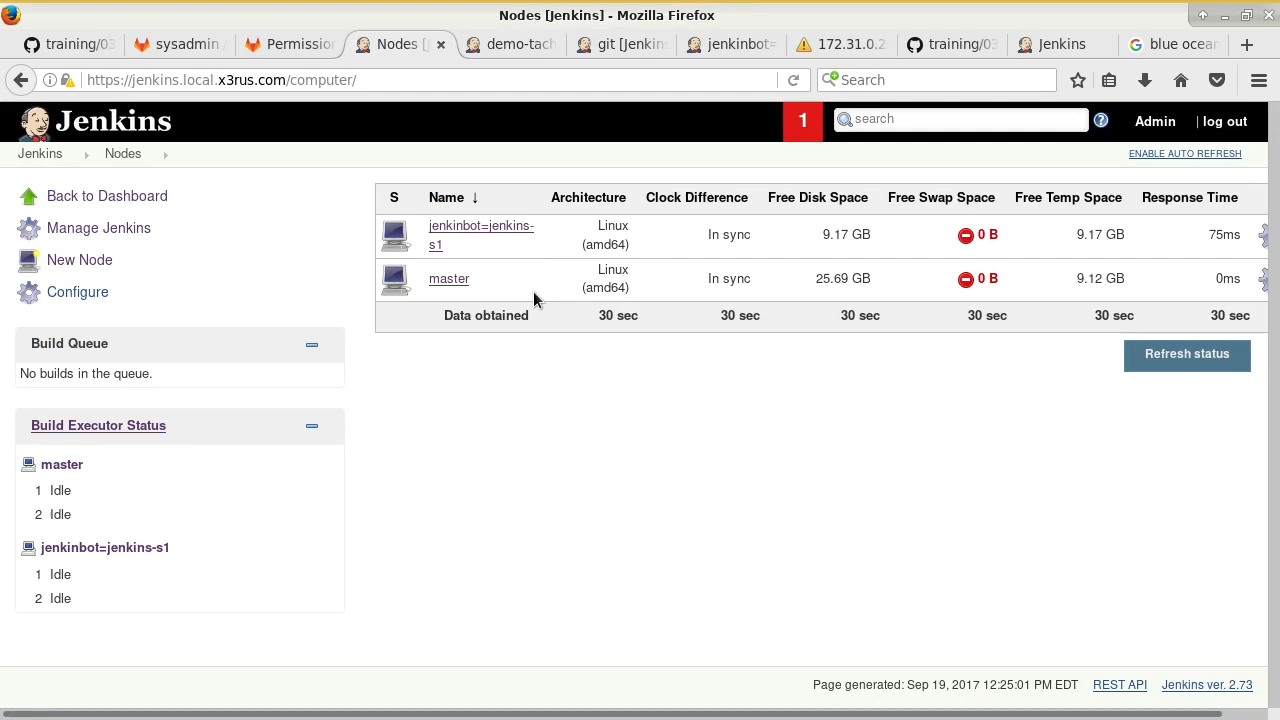 Nodes [Jenkins] - Mozilla Firefox
training/03
sysadmin
Permissio
Nodes [
demo-tach
git [Jenkin
jenkinbot=
172.31.0.2
training/03
Jenkins
blue ocear
https://jenkins.local.x3rus.com/computer/
Search
Jenkins
1
search
Admin
| log out
Jenkins
Nodes
ENABLE AUTO REFRESH
Back to Dashboard
Manage Jenkins
New Node
Configure
Build Queue
No builds in the queue.
Build Executor Status
master
1 Idle
2 Idle
jenkinbot=jenkins-s1
1 Idle
2 Idle
S Name ↓ Architecture Clock Difference Free Disk Space Free Swap Space Free Temp Space Response Time
jenkinbot=jenkins-
s1
Linux
(amd64)
In sync 9.17 GB 0 B 9.17 GB 75ms
master
Linux
(amd64)
In sync 25.69 GB 0 B 9.12 GB 0ms
Data obtained 30 sec 30 sec 30 sec 30 sec 30 sec 30 sec
Refresh status
Page generated: Sep 19, 2017 12:25:01 PM EDT REST API Jenkins ver. 2.73